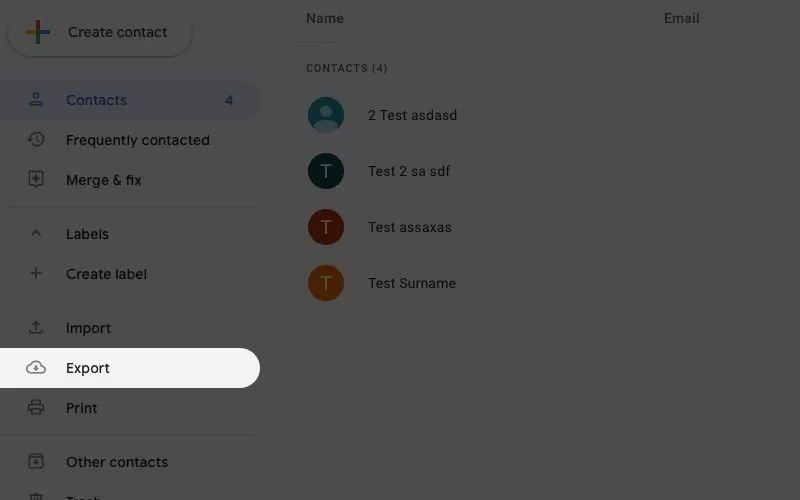 Create contact
Contacts 4
Frequently contacted
Merge & fix
Labels
Create label
Import
Export
Print
Other contacts
Trash
Name Email
CONTACTS (4)
2 Test asdasd
T Test 2 sa sdf
T Test assaxas
T Test Surname